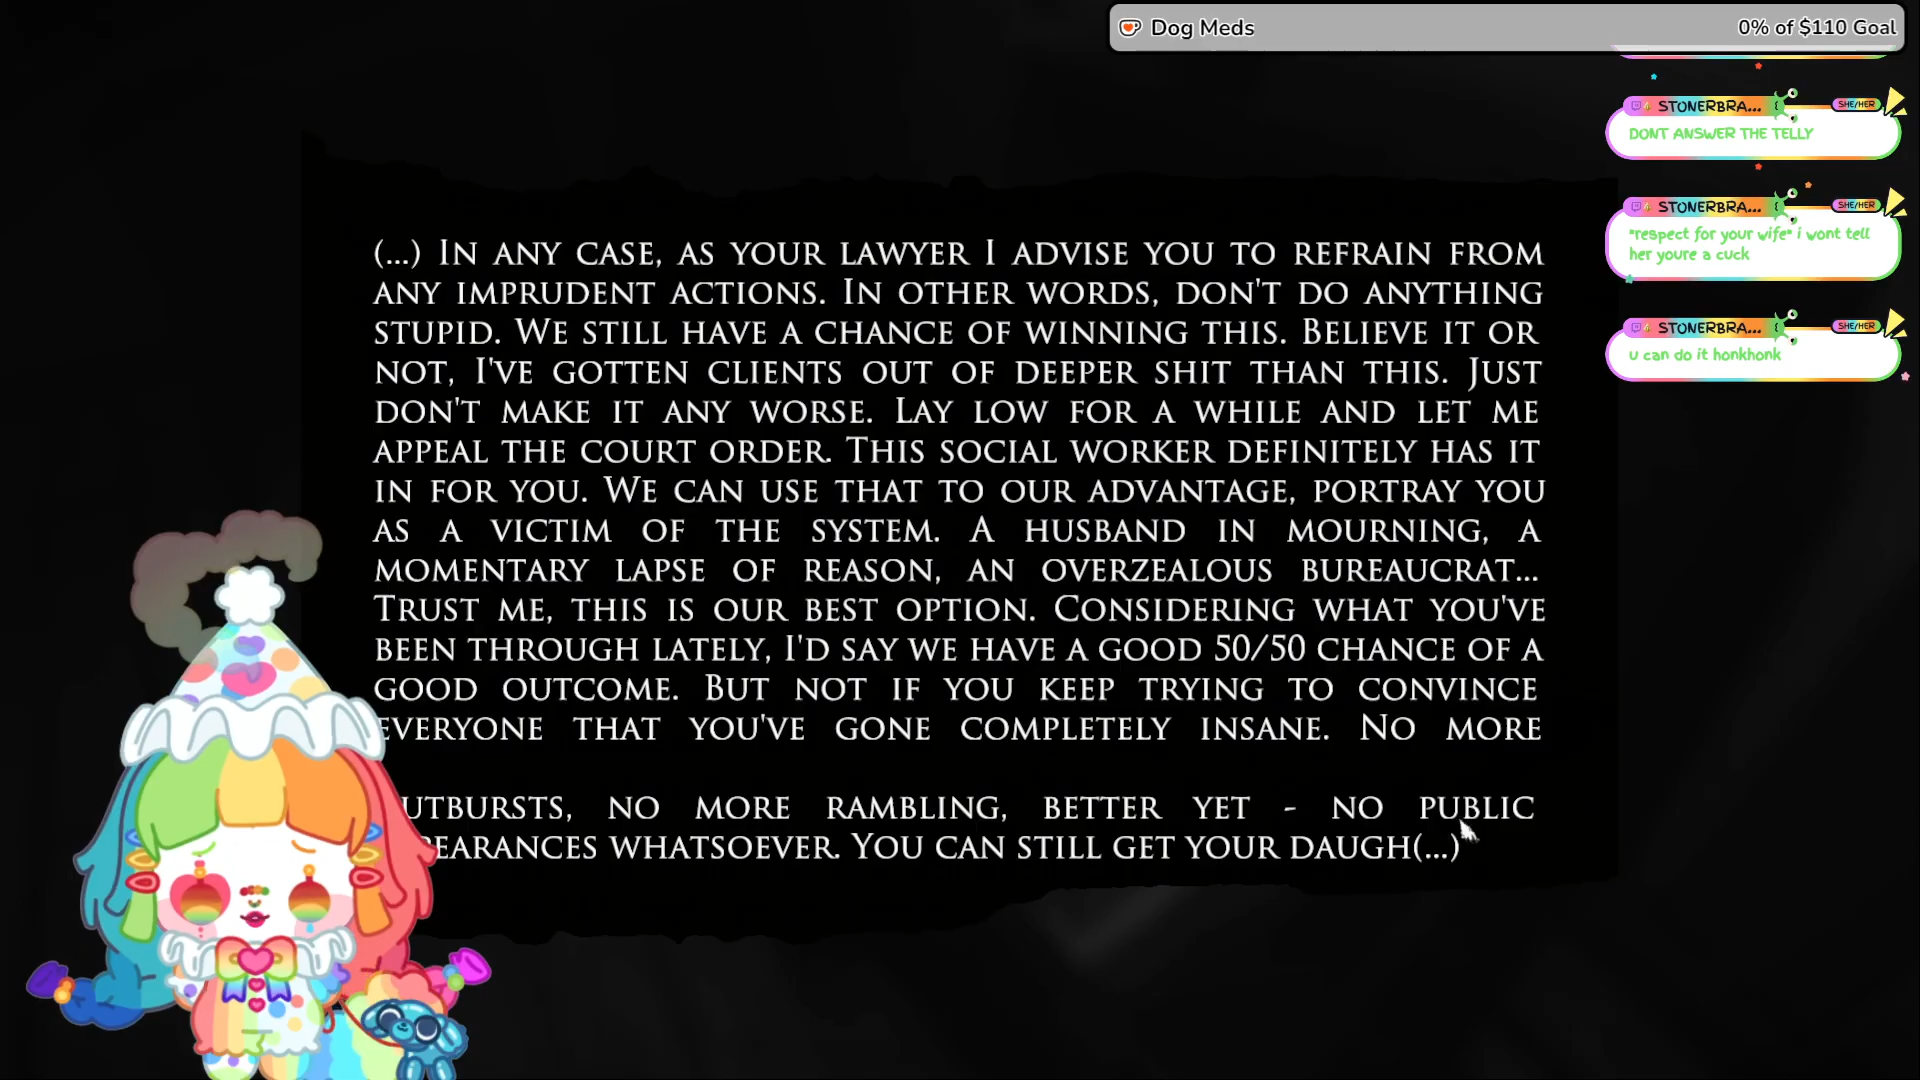 Dog Meds 0% of $110 Goal
STONERBRA... SHE/HER
DONT ANSWER THE TELLY
STONERBRA... SHE/HER
"respect for your wife" i wont tell
her youre a cuck
STONERBRA... SHE/HER
u can do it honkhonk
(...) In any case, as your lawyer I advise you to refrain from
any imprudent actions. In other words, don't do anything
stupid. We still have a chance of winning this. Believe it or
not, I've gotten clients out of deeper shit than this. Just
don't make it any worse. Lay low for a while and let me
appeal the court order. This social worker definitely has it
in for you. We can use that to our advantage, portray you
as a victim of the system. A husband in mourning, a
momentary lapse of reason, an overzealous bureaucrat...
Trust me, this is our best option. Considering what you've
been through lately, I'd say we have a good 50/50 chance of a
good outcome. But not if you keep trying to convince
everyone that you've gone completely insane. No more
utbursts, no more rambling, better yet - no public
earances whatsoever. You can still get your daugh(...)